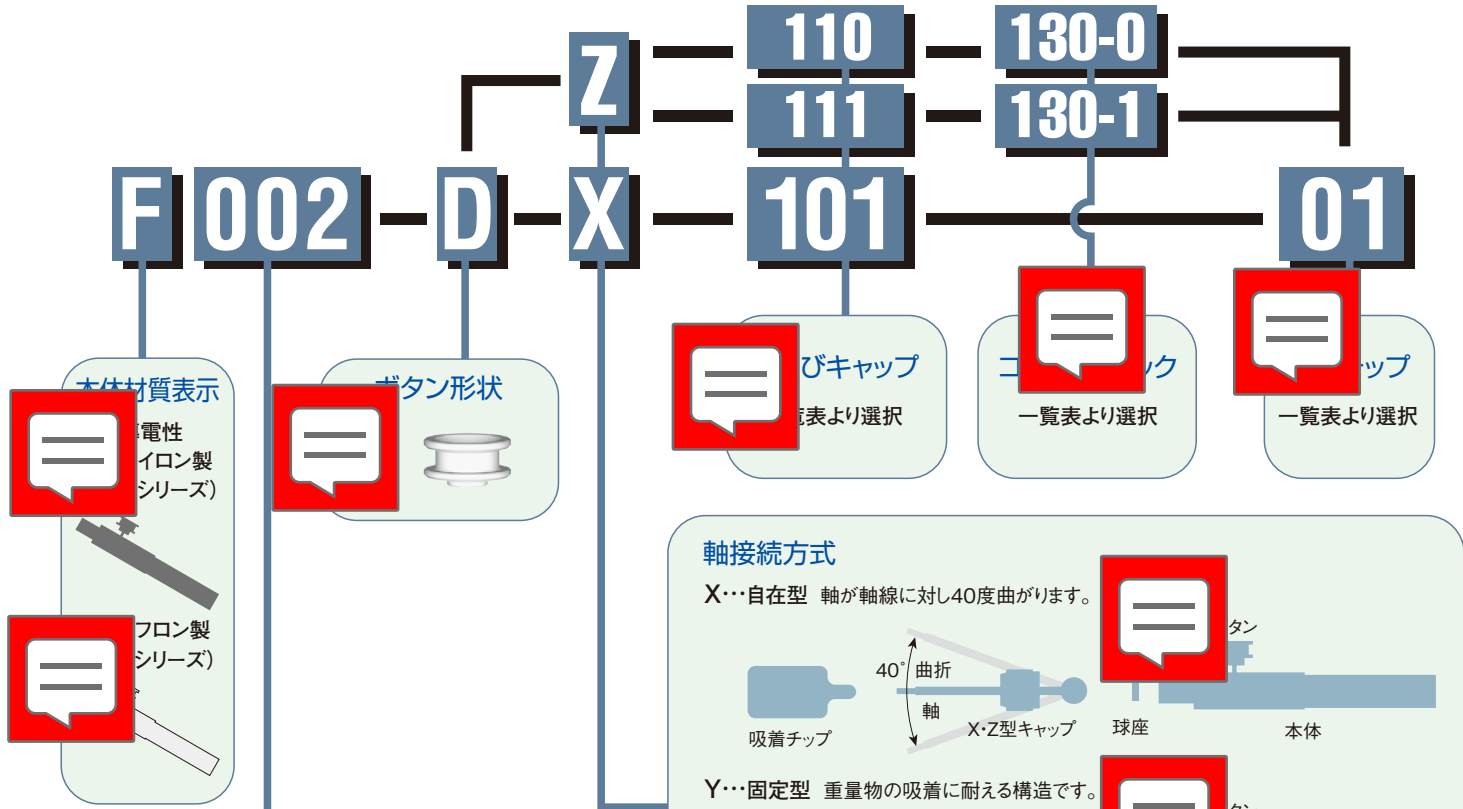 Z
110
130-0
111
130-1
F 002 D X 101 01
材質表示
電性
イロン製
シリーズ)
フロン製
シリーズ)
ボタン形状
びキャップ
表より選択
一覧表より選択
ップ
一覧表より選択
軸接続方式
X…自在型 軸が軸線に対し40度曲がります。
タン
40° 曲折
軸
吸着チップ
X・Z型キャップ
球座
本体
Y…固定型 重量物の吸着に耐える構造です。